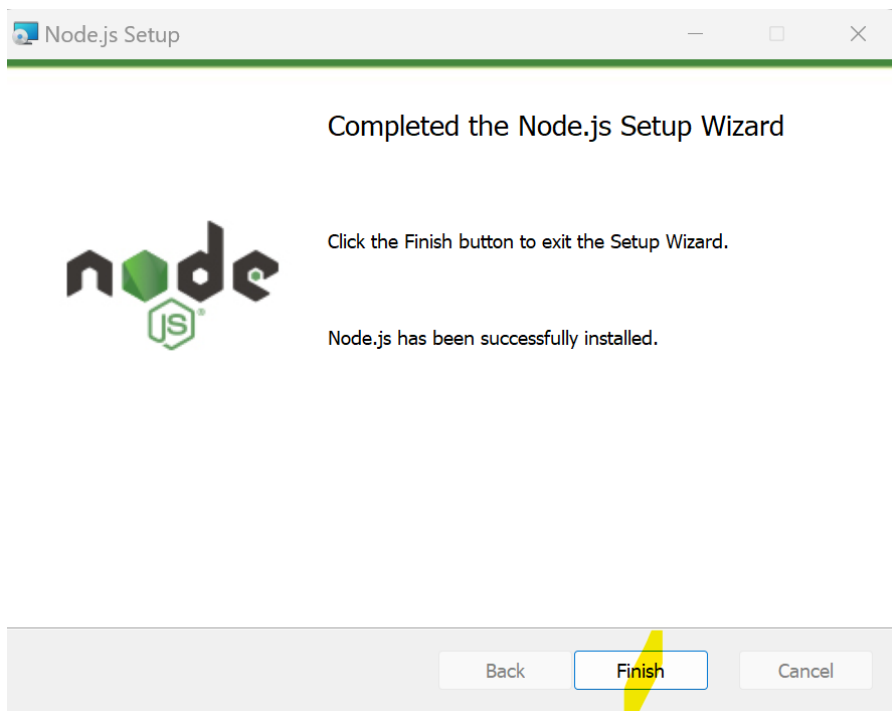 Node.js Setup
Completed the Node.js Setup Wizard
Click the Finish button to exit the Setup Wizard.
node
JS®
Node.js has been successfully installed.
Back Finish Cancel